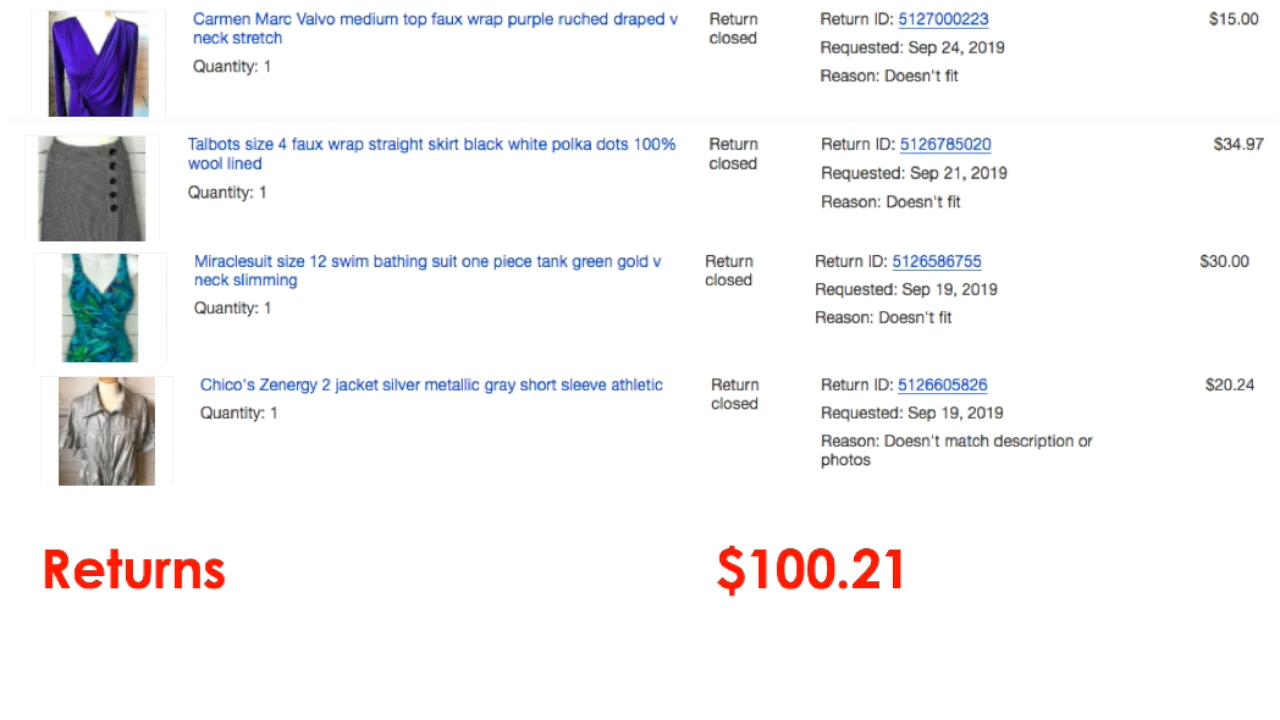 Carmen Marc Valvo medium top faux wrap purple ruched draped v
neck stretch
Quantity: 1
Return
closed
Return ID: 5127000223
Requested: Sep 24, 2019
Reason: Doesn't fit
$15.00
Talbots size 4 faux wrap straight skirt black white polka dots 100%
wool lined
Quantity: 1
Return
closed
Return ID: 5126785020
Requested: Sep 21, 2019
Reason: Doesn't fit
$34.97
Miraclesuit size 12 swim bathing suit one piece tank green gold v
neck slimming
Quantity: 1
Return
closed
Return ID: 5126586755
Requested: Sep 19, 2019
Reason: Doesn't fit
$30.00
Chico's Zenergy 2 jacket silver metallic gray short sleeve athletic
Quantity: 1
Return
closed
Return ID: 5126605826
Requested: Sep 19, 2019
Reason: Doesn't match description or
photos
$20.24
Returns
$100.21